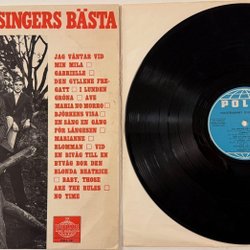 SINGERS BÄSTA
JAG VÄNTAR VID
MIN MILA
GABRIELLE
DEN GYLLENE FRE-
GATT I LUNDEN
GRÖNA AVE
MARIA NO MORRO
BJÖRNENS VISA
EN SÅNG EN GÅNG
FÖR LÄNGESEN
MARIANNE
BLOMMAN VID
EN BIVÄG TILL EN
BYVÄG BOR DEN
BLONDA BEATRICE
BABY, THOSE
ARE THE RULES
NO TIME
POL